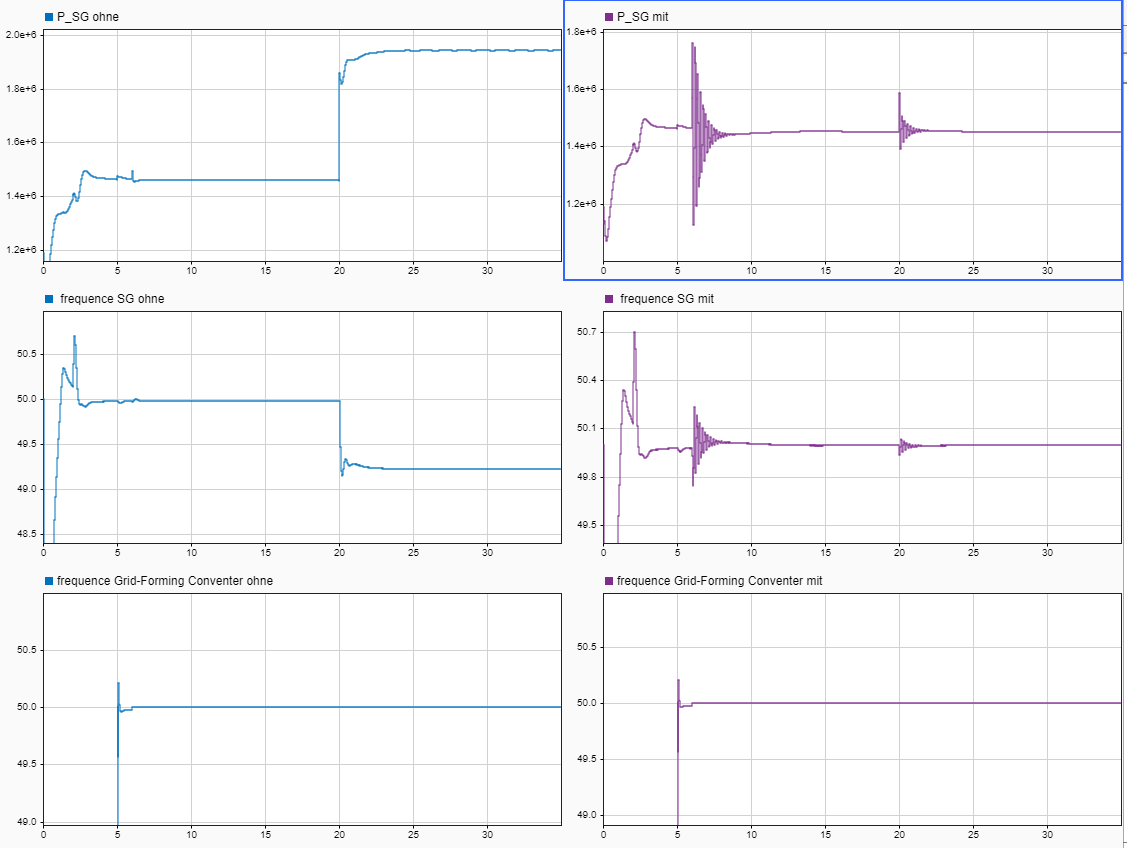 P_SG ohne
2.0e+6
1.8e+6
1.6e+6
1.4e+6
1.2e+6
0 5 10 15 20 25 30
P_SG mit
1.8e+6
1.6e+6
1.4e+6
1.2e+6
0 5 10 15 20 25 30
frequence SG ohne
50.5
50.0
49.5
49.0
48.5
0 5 10 15 20 25 30
frequence SG mit
50.7
50.4
50.1
49.8
49.5
0 5 10 15 20 25 30
frequence Grid-Forming Conventer ohne
50.5
50.0
49.5
49.0
0 5 10 15 20 25 30
frequence Grid-Forming Conventer mit
50.5
50.0
49.5
49.0
0 5 10 15 20 25 30